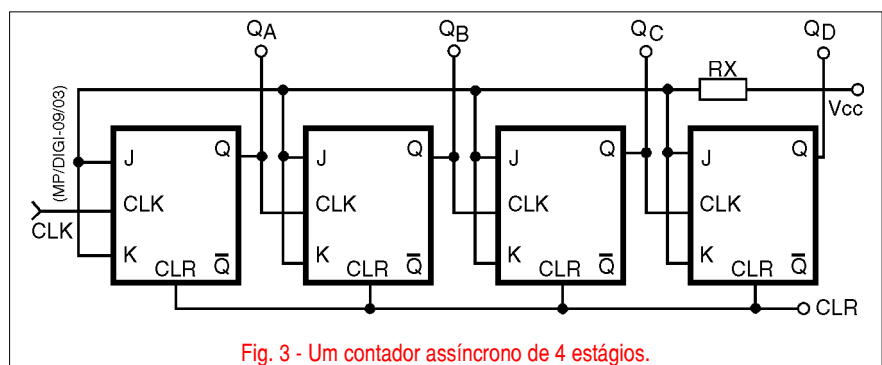 QA QB QC QD
RX
Vcc
(MP/DIGI-09/03)
J Q J Q J Q J Q
CLK CLK CLK CLK
CLK
K Q̅ K Q̅ K Q̅ K Q̅
CLR CLR CLR CLR
CLR
Fig. 3 - Um contador assíncrono de 4 estágios.